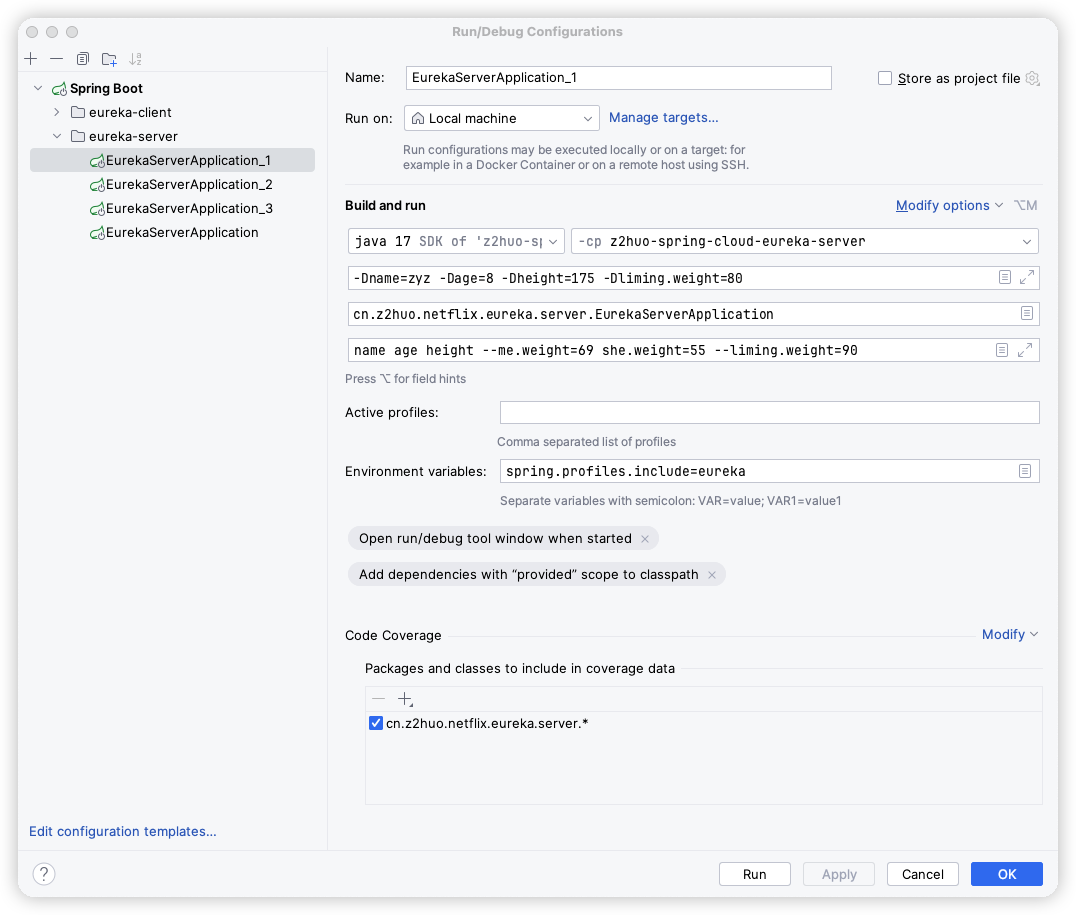 Run/Debug Configurations
Spring Boot
eureka-client
eureka-server
EurekaServerApplication_1
EurekaServerApplication_2
EurekaServerApplication_3
EurekaServerApplication
Edit configuration templates...
Name: EurekaServerApplication_1 Store as project file
Run on: Local machine Manage targets...
Run configurations may be executed locally or on a target: for
example in a Docker Container or on a remote host using SSH.
Build and run Modify options ⌥M
java 17 SDK of 'z2huo-sp -cp z2huo-spring-cloud-eureka-server
-Dname=zyz -Dage=8 -Dheight=175 -Dliming.weight=80
cn.z2huo.netflix.eureka.server.EurekaServerApplication
name age height --me.weight=69 she.weight=55 --liming.weight=90
Press ⌥ for field hints
Active profiles:
Comma separated list of profiles
Environment variables: spring.profiles.include=eureka
Separate variables with semicolon: VAR=value; VAR1=value1
Open run/debug tool window when started ×
Add dependencies with “provided” scope to classpath ×
Code Coverage Modify
Packages and classes to include in coverage data
cn.z2huo.netflix.eureka.server.*
? Run Apply Cancel OK